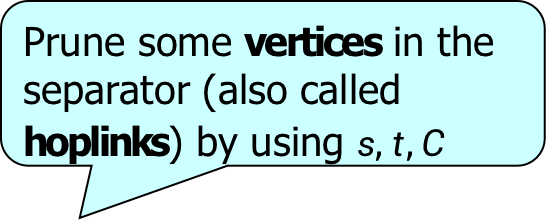 Prune some vertices in the
separator (also called
hoplinks) by using s, t, C